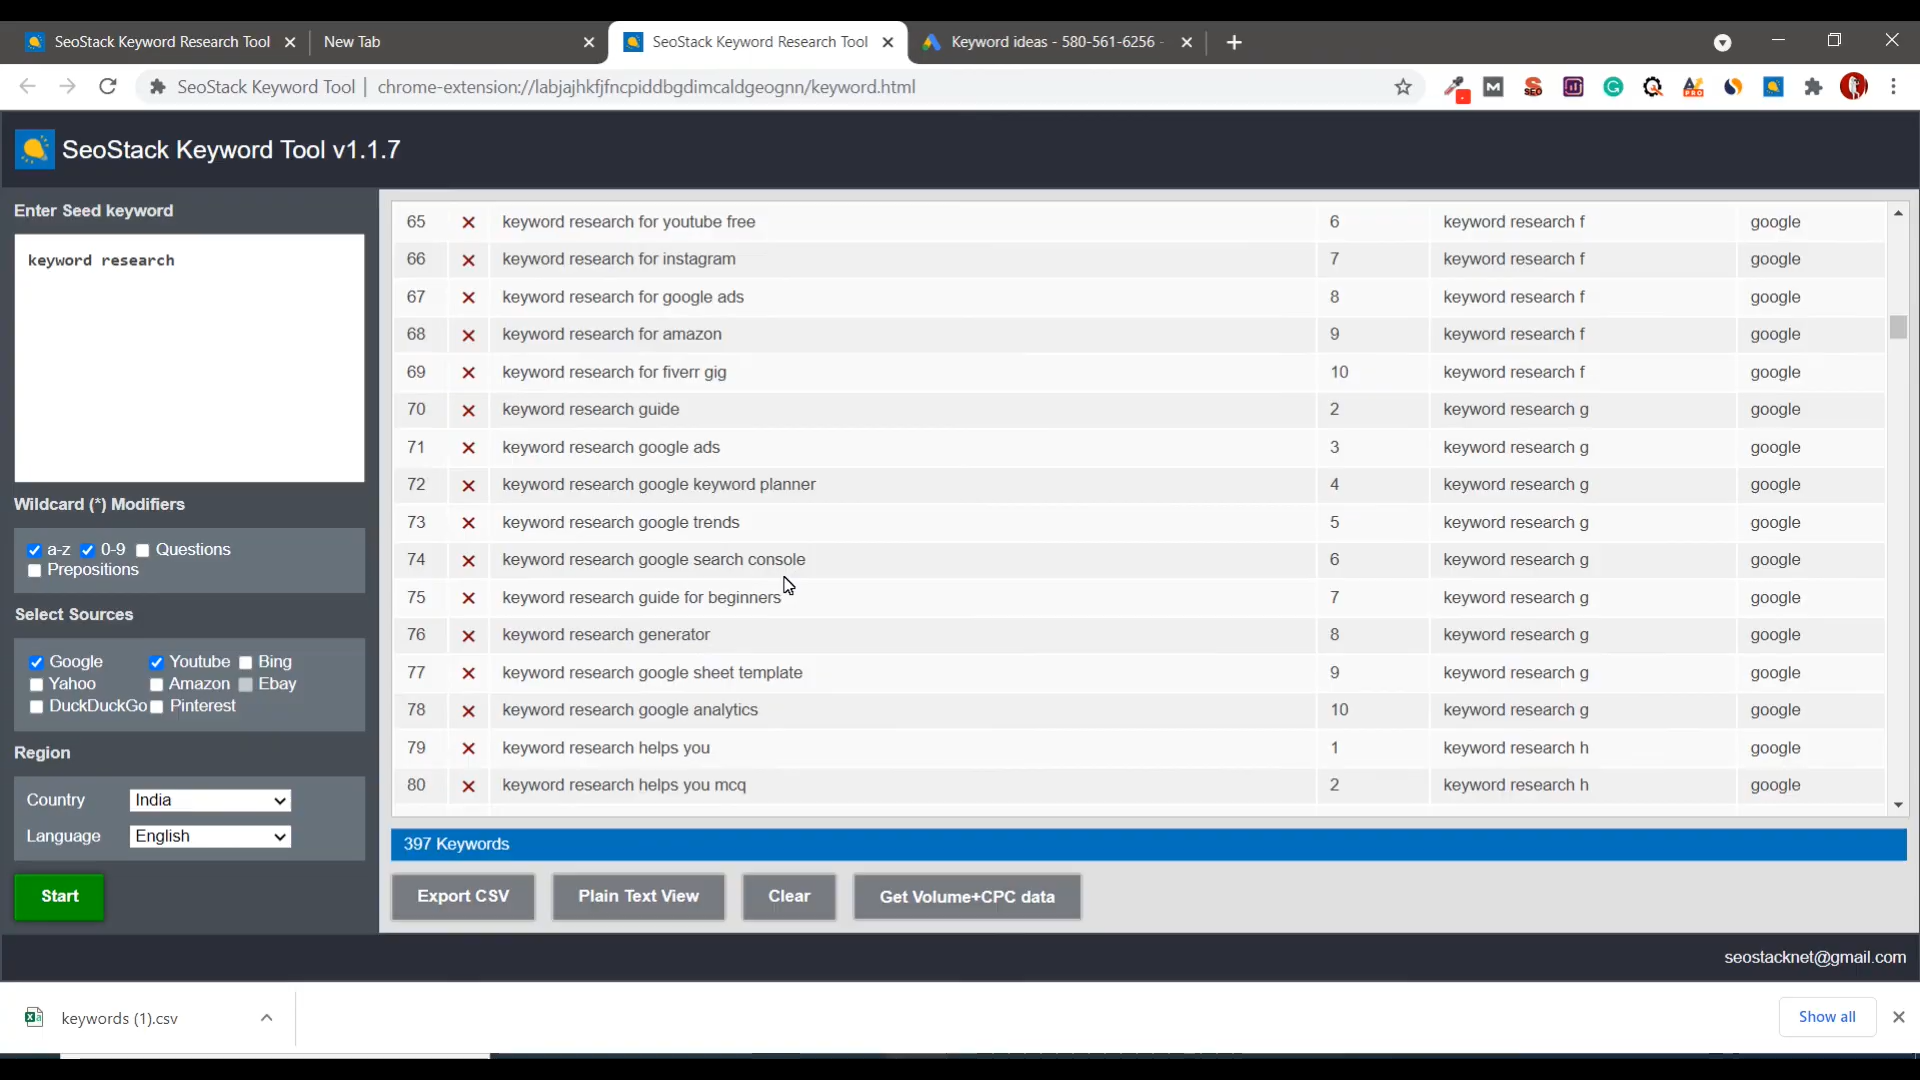 SeoStack Keyword Research Tool
New Tab
SeoStack Keyword Research Tool
Keyword ideas - 580-561-6256 -
SeoStack Keyword Tool | chrome-extension://labjajhkfjfncpiddbgdimcaldgeognn/keyword.html
SeoStack Keyword Tool v1.1.7
Enter Seed keyword
keyword research
Wildcard (*) Modifiers
a-z 0-9 Questions
Prepositions
Select Sources
Google Youtube Bing
Yahoo Amazon Ebay
DuckDuckGo Pinterest
Region
Country India
Language English
Start
65 keyword research for youtube free 6 keyword research f google
66 keyword research for instagram 7 keyword research f google
67 keyword research for google ads 8 keyword research f google
68 keyword research for amazon 9 keyword research f google
69 keyword research for fiverr gig 10 keyword research f google
70 keyword research guide 2 keyword research g google
71 keyword research google ads 3 keyword research g google
72 keyword research google keyword planner 4 keyword research g google
73 keyword research google trends 5 keyword research g google
74 keyword research google search console 6 keyword research g google
75 keyword research guide for beginners 7 keyword research g google
76 keyword research generator 8 keyword research g google
77 keyword research google sheet template 9 keyword research g google
78 keyword research google analytics 10 keyword research g google
79 keyword research helps you 1 keyword research h google
80 keyword research helps you mcq 2 keyword research h google
397 Keywords
Export CSV
Plain Text View
Clear
Get Volume+CPC data
seostacknet@gmail.com
keywords (1).csv
Show all